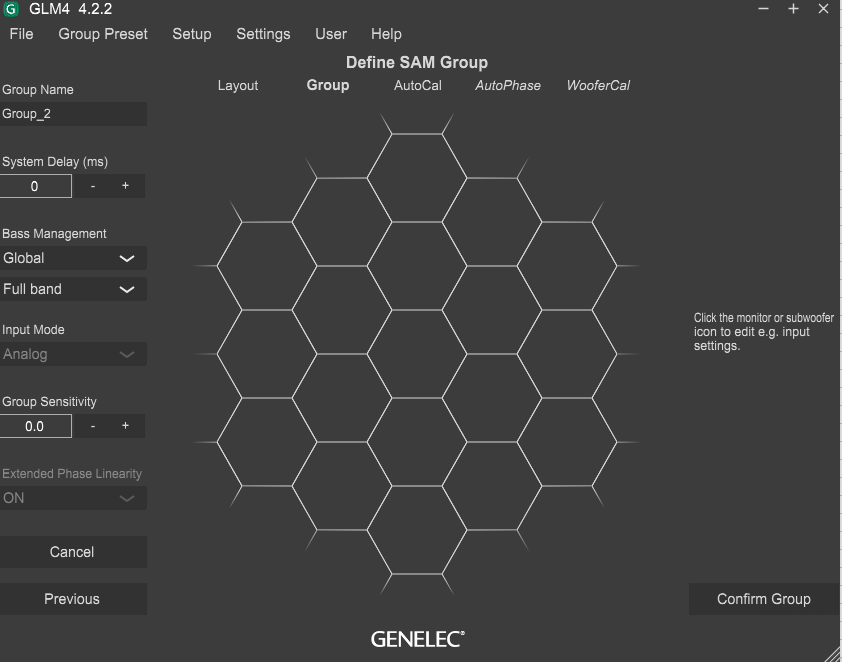 G GLM4 4.2.2
File Group Preset Setup Settings User Help
Define SAM Group
Layout Group AutoCal AutoPhase WooferCal
Group Name
Group_2
System Delay (ms)
0 - +
Bass Management
Global
Full band
Input Mode
Analog
Group Sensitivity
0.0 - +
Extended Phase Linearity
ON
Cancel
Previous
Click the monitor or subwoofer
icon to edit e.g. input
settings.
Confirm Group
GENELEC®